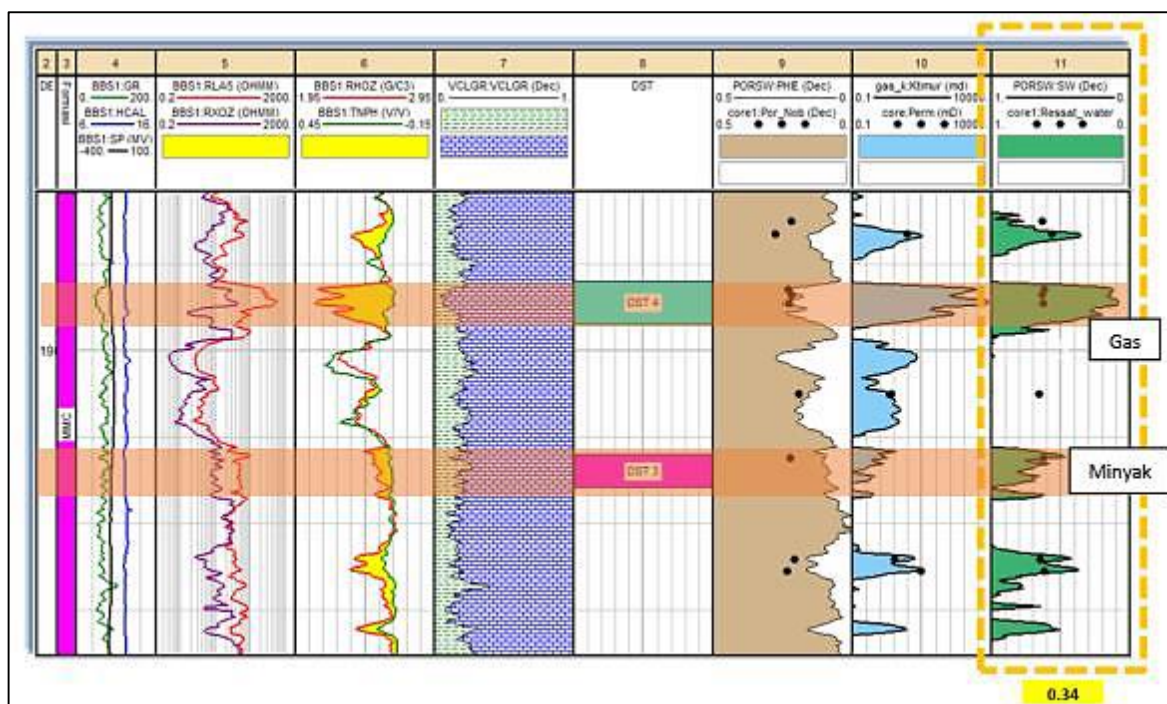 2 3 4 5 6 7 8 9 10 11
DE
Formasi
BBS1:GR
0. 200.
BBS1:HCAL
6. 16.
BBS1:SP (MV)
-400. 100.
BBS1:RLA5 (OHMM)
0.2 2000.
BBS1:RXOZ (OHMM)
0.2 2000.
BBS1:RHOZ (G/C3)
1.95 2.95
BBS1:TNPH (V/V)
0.45 -0.15
VCLGR:VCLGR (Dec)
0. 1.
DST
PORSW:PHIE (Dec)
0.5 0.
core1:Por_Nob (Dec)
0.5 0.
gas_k:Ktimur (md)
0.1 1000
core:Perm (mD)
0.1 1000
PORSW:SW (Dec)
1. 0.
core1:Ressat_water
1. 0.
DST 4
Gas
19
MMC
DST 3
Minyak
0.34